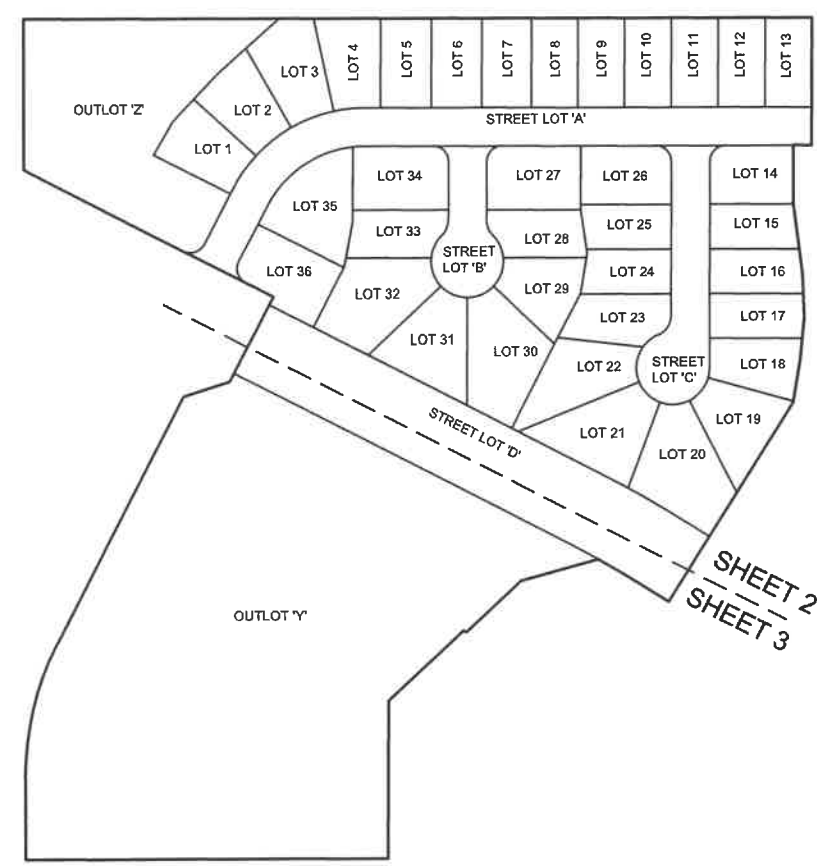 LOT 4
LOT 5
LOT 6
LOT 7
LOT 8
LOT 9
LOT 10
LOT 11
LOT 12
LOT 13
LOT 3
OUTLOT 'Z'
LOT 2
LOT 1
STREET LOT 'A'
LOT 34
LOT 27
LOT 26
LOT 14
LOT 35
LOT 33
LOT 28
LOT 25
LOT 15
STREET
LOT 'B'
LOT 36
LOT 32
LOT 29
LOT 24
LOT 16
LOT 31
LOT 30
LOT 23
LOT 17
LOT 22
STREET
LOT 'C'
LOT 18
LOT 19
LOT 21
LOT 20
STREET LOT 'D'
SHEET 2
SHEET 3
OUTLOT 'Y'